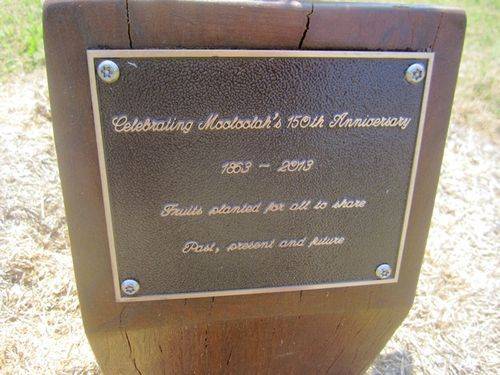 Celebrating Mooloolah's 150th Anniversary
1863 - 2013
Fruits planted for all to share
Past, present and future